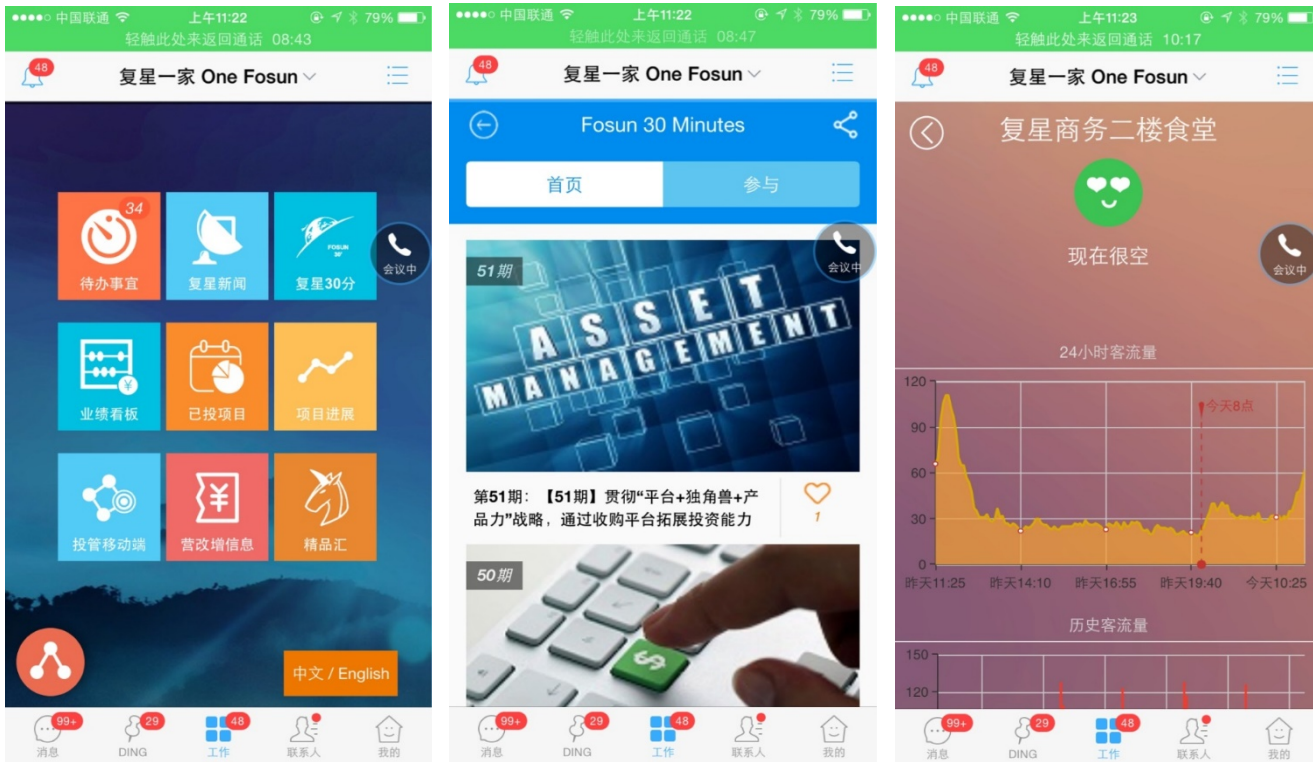 中国联通
上午11:22
79%
轻触此处来返回通话 08:43
48
复星一家 One Fosun
34
待办事宜
复星新闻
FOSUN
30'
复星30分
会议中
业绩看板
已投项目
项目进展
投管移动端
营改增信息
精品汇
中文 / English
99+
29
48
消息
DING
工作
联系人
我的
中国联通
上午11:22
79%
轻触此处来返回通话 08:47
48
复星一家 One Fosun
Fosun 30 Minutes
首页
参与
51期
会议中
ASSET
MANAGEMENT
第51期：【51期】贯彻“平台+独角兽+产
品力”战略，通过收购平台拓展投资能力
1
50期
$
99+
29
48
消息
DING
工作
联系人
我的
中国联通
上午11:23
79%
轻触此处来返回通话 10:17
48
复星一家 One Fosun
复星商务二楼食堂
现在很空
会议中
24小时客流量
120
90
60
30
0
今天8点
昨天11:25
昨天14:10
昨天16:55
昨天19:40
今天10:25
历史客流量
150
120
99+
29
48
消息
DING
工作
联系人
我的